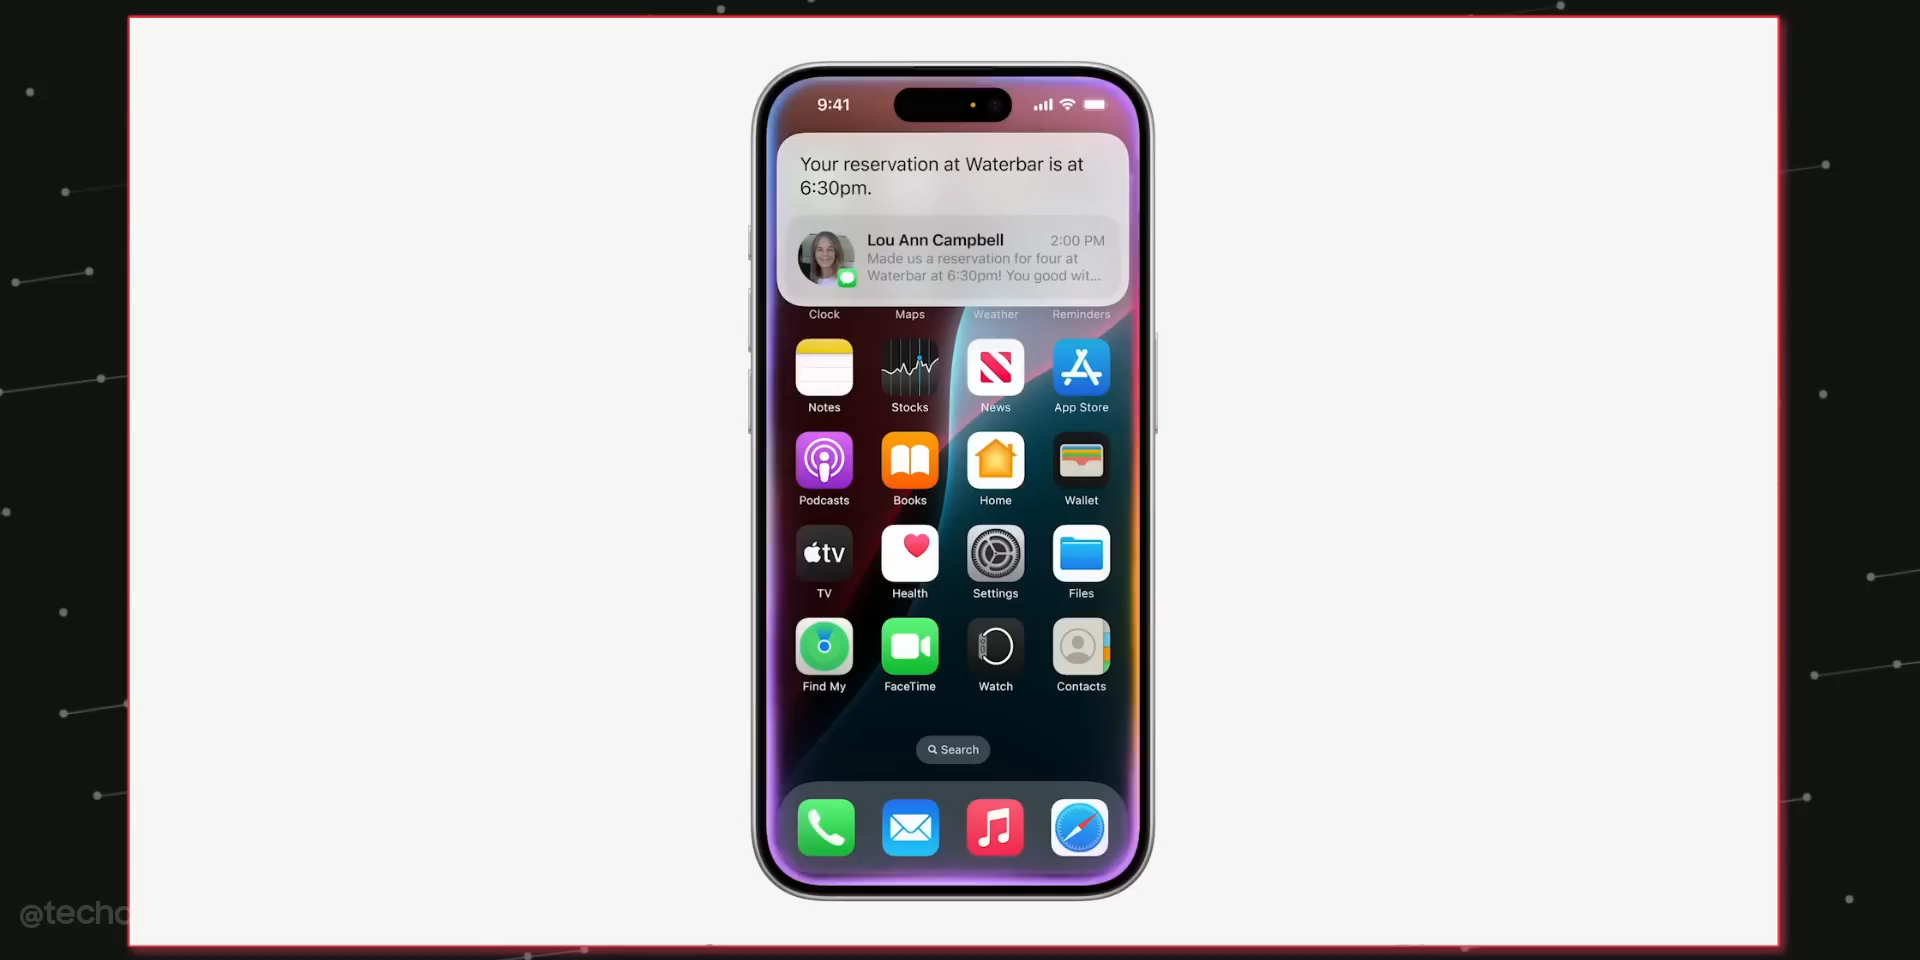 9:41
Your reservation at Waterbar is at
6:30pm.
Lou Ann Campbell 2:00 PM
Made us a reservation for four at
Waterbar at 6:30pm! You good wit...
Clock Maps Weather Reminders
Notes Stocks News App Store
Podcasts Books Home Wallet
tv
TV Health Settings Files
Find My FaceTime Watch Contacts
Search
@techo